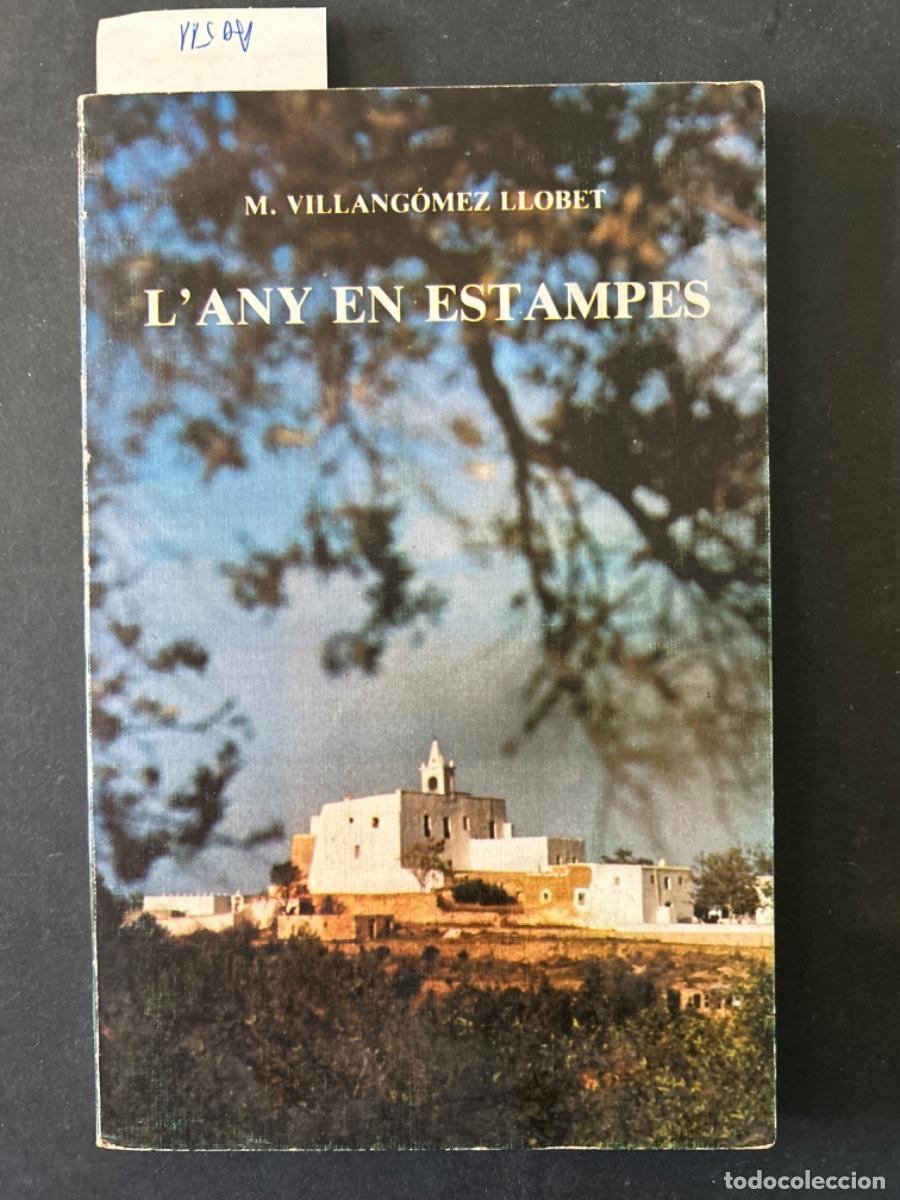 M. VILLANGÓMEZ LLOBET
L'ANY EN ESTAMPES
todocoleccion